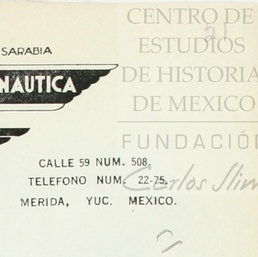 CENTRO DE
ESTUDIOS
DE HISTORIA
DE MEXICO
FUNDACIÓN
Carlos Slim
SARABIA
NAUTICA
CALLE 59 NUM. 508.
TELEFONO NUM. 22-75.
MERIDA, YUC. MEXICO.